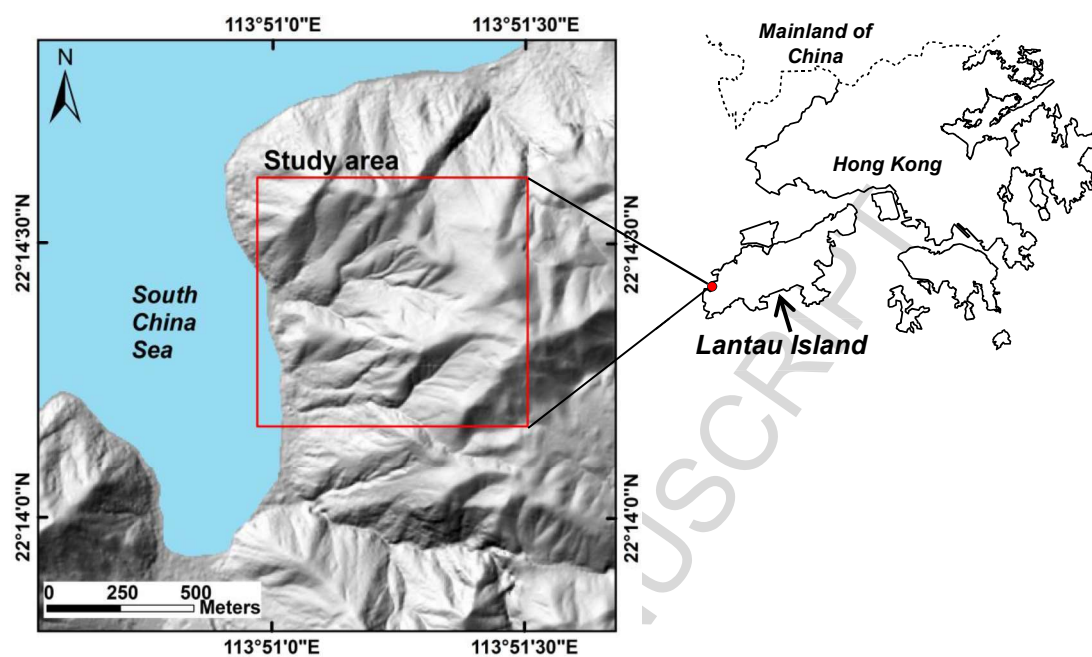 113°51'0"E
113°51'30"E
N
Study area
22°14'30"N
22°14'30"N
South
China
Sea
22°14'0"N
22°14'0"N
0 250 500
Meters
113°51'0"E
113°51'30"E
Mainland of
China
Hong Kong
Lantau Island
USCRIPT